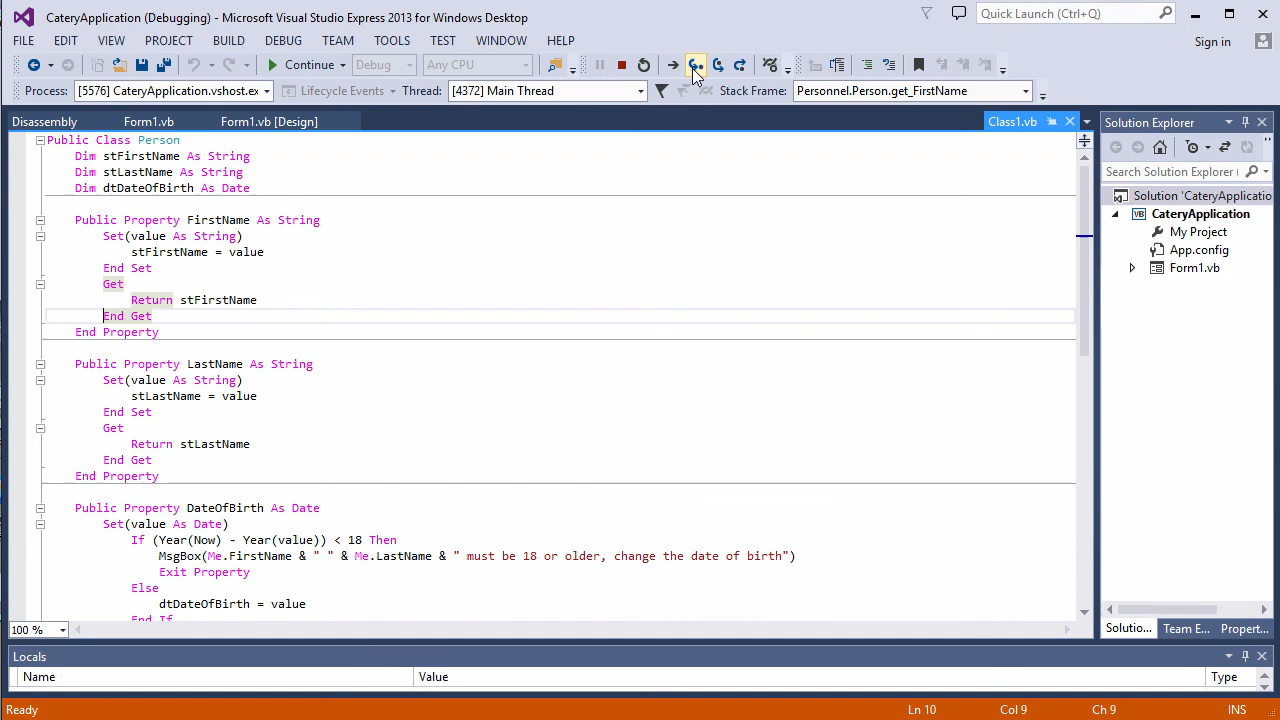 CateryApplication (Debugging) - Microsoft Visual Studio Express 2013 for Windows Desktop
Quick Launch (Ctrl+Q)
FILE EDIT VIEW PROJECT BUILD DEBUG TEAM TOOLS TEST WINDOW HELP
Sign in
Continue Debug Any CPU
Process: [5576] CateryApplication.vshost.ex Lifecycle Events Thread: [4372] Main Thread Stack Frame: Personnel.Person.get_FirstName
Disassembly Form1.vb Form1.vb [Design] Class1.vb
Public Class Person
Dim stFirstName As String
Dim stLastName As String
Dim dtDateOfBirth As Date
Public Property FirstName As String
Set(value As String)
stFirstName = value
End Set
Get
Return stFirstName
End Get
End Property
Public Property LastName As String
Set(value As String)
stLastName = value
End Set
Get
Return stLastName
End Get
End Property
Public Property DateOfBirth As Date
Set(value As Date)
If (Year(Now) - Year(value)) < 18 Then
MsgBox(Me.FirstName & " " & Me.LastName & " must be 18 or older, change the date of birth")
Exit Property
Else
dtDateOfBirth = value
End If
100 %
Solution Explorer
Search Solution Explorer (
Solution 'CateryApplicatio
VB CateryApplication
My Project
App.config
Form1.vb
Solutio... Team E... Propert...
Locals
Name Value Type
Ready Ln 10 Col 9 Ch 9 INS